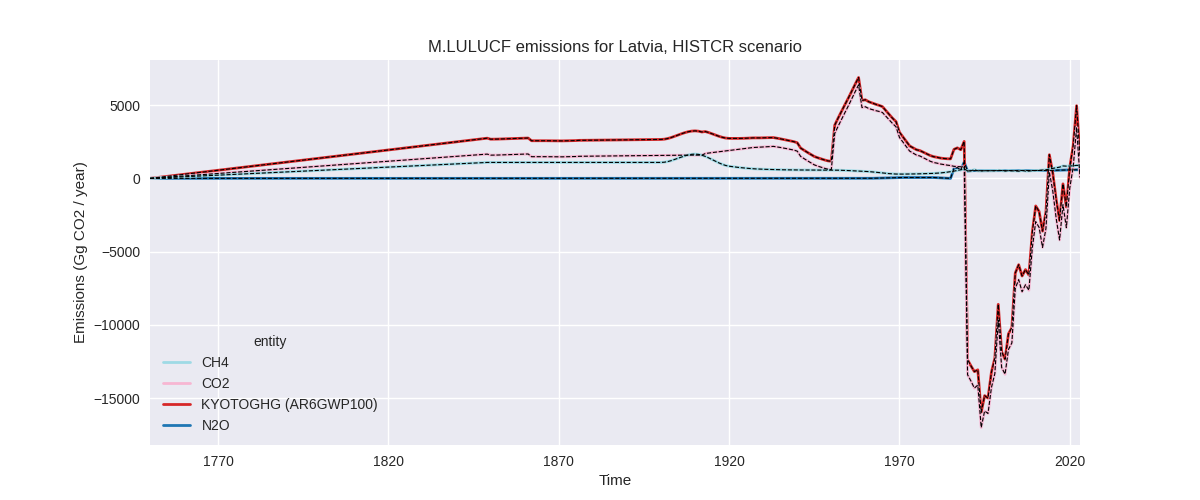 M.LULUCF emissions for Latvia, HISTCR scenario
Emissions (Gg CO2 / year)
5000
0
−5000
−10000
−15000
entity
CH4
CO2
KYOTOGHG (AR6GWP100)
N2O
1770
1820
1870
1920
1970
2020
Time